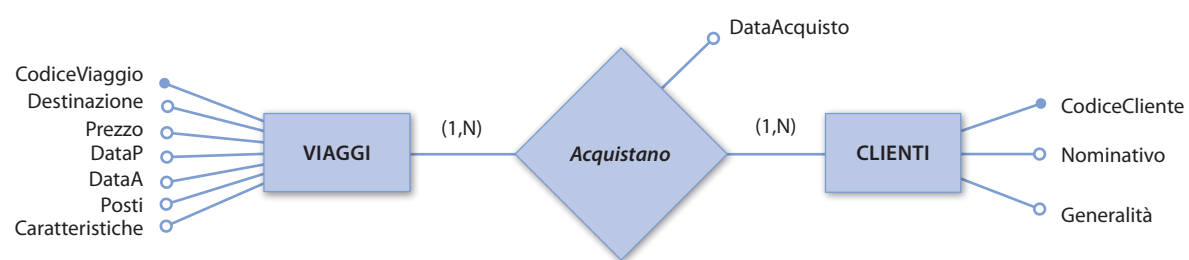 DataAcquisto
CodiceViaggio
Destinazione
Prezzo
DataP
DataA
Posti
Caratteristiche
VIAGGI
(1,N)
Acquistano
(1,N)
CLIENTI
CodiceCliente
Nominativo
Generalità